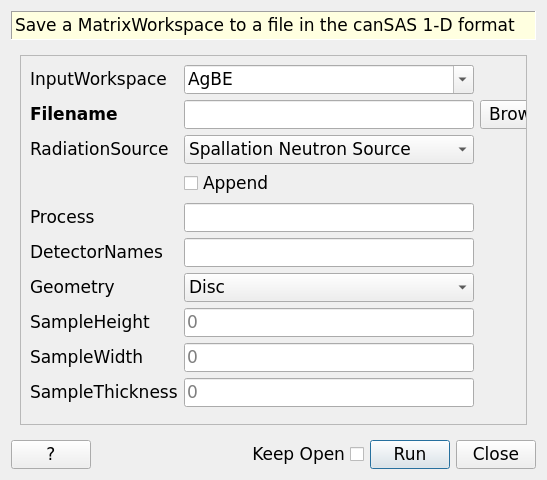 Save a MatrixWorkspace to a file in the canSAS 1-D format
InputWorkspace AgBE
Filename Brow
RadiationSource Spallation Neutron Source
Append
Process
DetectorNames
Geometry Disc
SampleHeight 0
SampleWidth 0
SampleThickness 0
? Keep Open Run Close